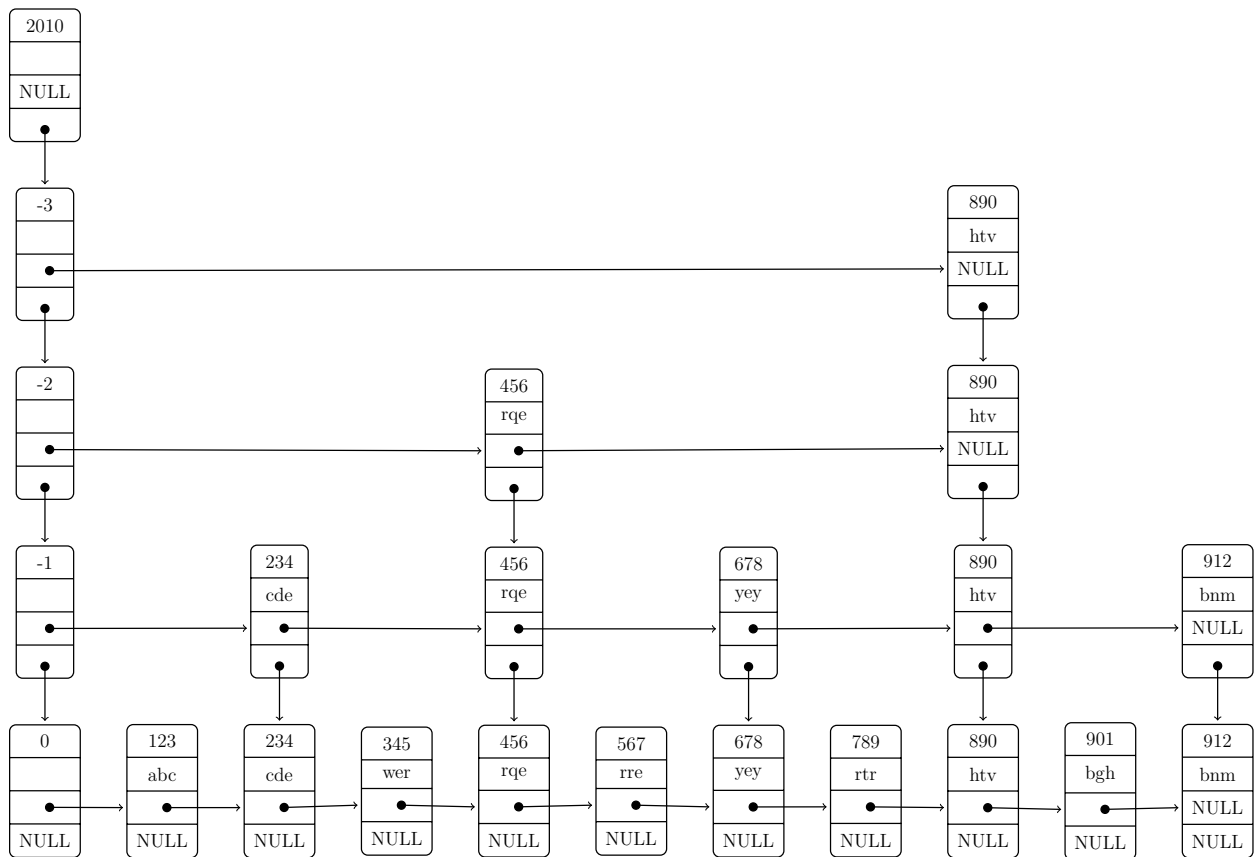 2010
NULL
-3 890
htv
NULL
-2 456 890
rqe htv
NULL
-1 234 456 678 890 912
cde rqe yey htv bnm
NULL
0 123 234 345 456 567 678 789 890 901 912
abc cde wer rqe rre yey rtr htv bgh bnm
NULL
NULL NULL NULL NULL NULL NULL NULL NULL NULL NULL NULL